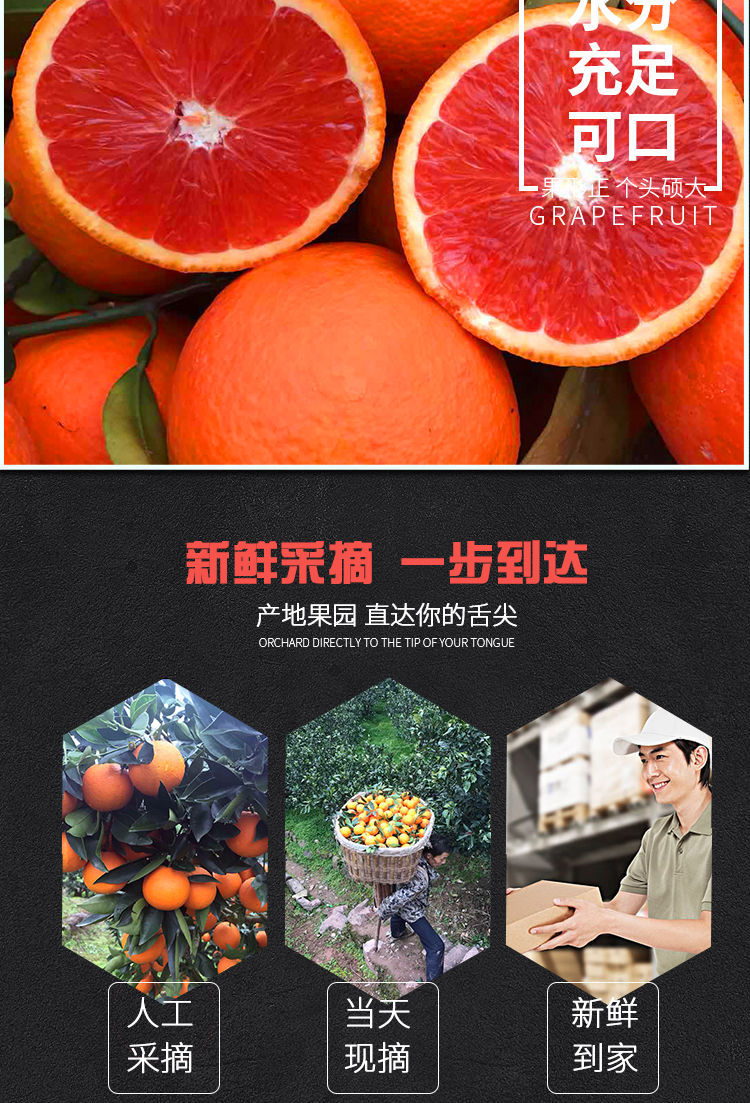 水分
充足
可口
果形正 个头硕大
GRAPEFRUIT
新鲜采摘 一步到达
产地果园 直达你的舌尖
ORCHARD DIRECTLY TO THE TIP OF YOUR TONGUE
人工
采摘
当天
现摘
新鲜
到家